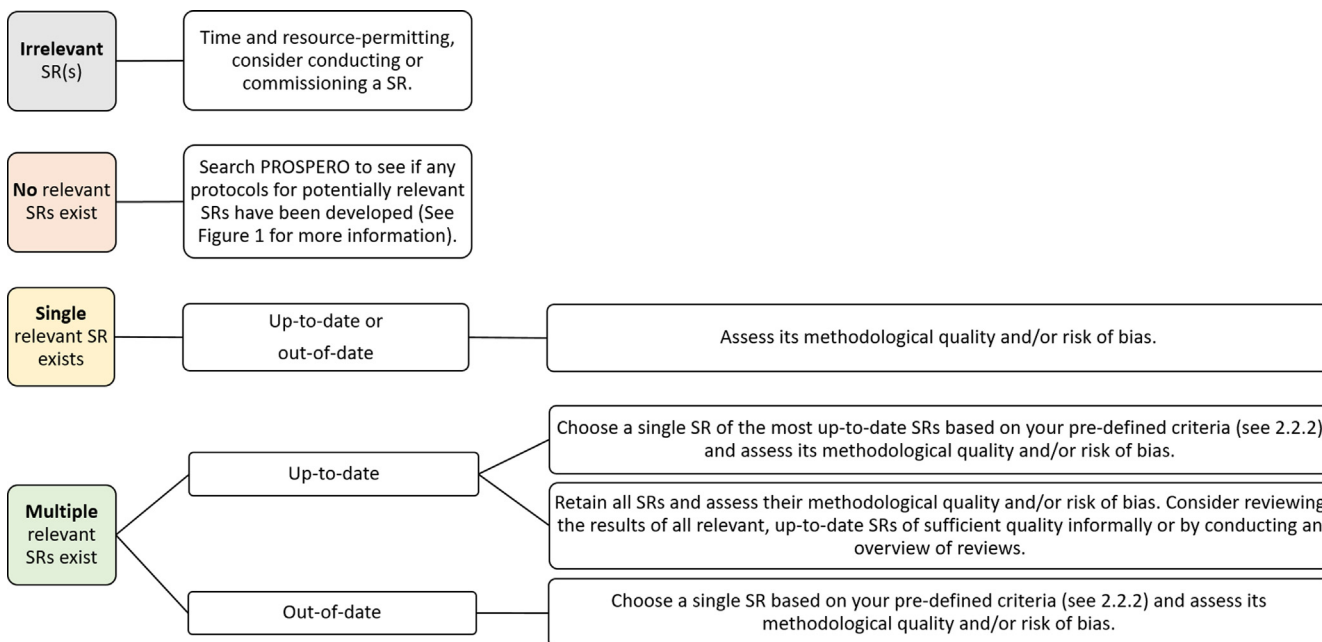 Irrelevant
SR(s)
Time and resource-permitting,
consider conducting or
commissioning a SR.
No relevant
SRs exist
Search PROSPERO to see if any
protocols for potentially relevant
SRs have been developed (See
Figure 1 for more information).
Single
relevant SR
exists
Up-to-date or
out-of-date
Assess its methodological quality and/or risk of bias.
Multiple
relevant
SRs exist
Up-to-date
Choose a single SR of the most up-to-date SRs based on your pre-defined criteria (see 2.2.2)
and assess its methodological quality and/or risk of bias.
Retain all SRs and assess their methodological quality and/or risk of bias. Consider reviewing
the results of all relevant, up-to-date SRs of sufficient quality informally or by conducting an
overview of reviews.
Out-of-date
Choose a single SR based on your pre-defined criteria (see 2.2.2) and assess its
methodological quality and/or risk of bias.